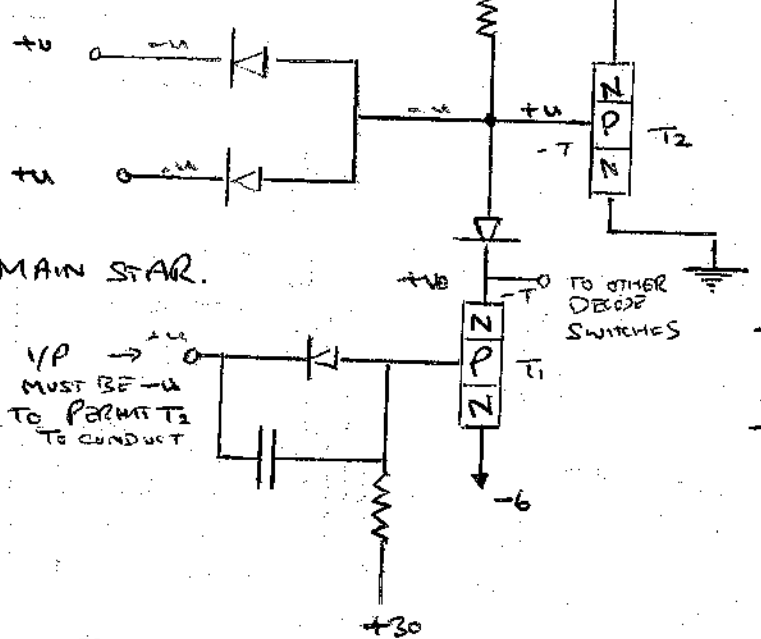 +U
-U
+U
-U
-U
+U
-T
N
P
N
T2
MAIN STAR.
+VE
-T
TO OTHER
DECODE
SWITCHES
I/P →
MUST BE -U
TO PERMIT T2
TO CONDUCT
N
P
N
T1
-6
+30